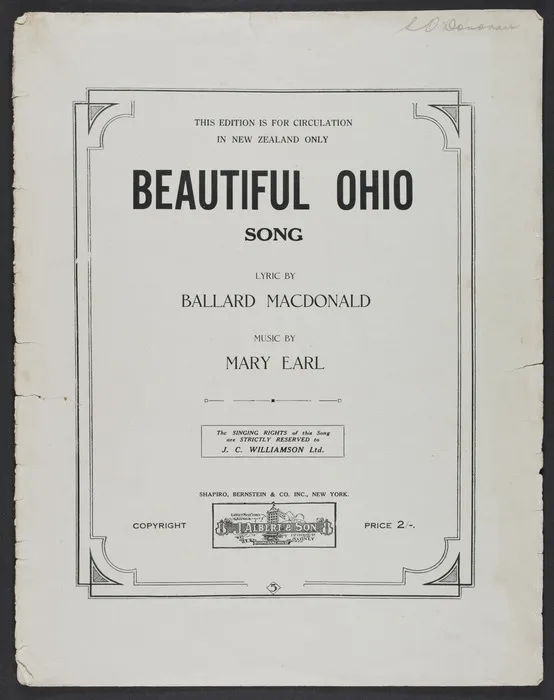 THIS EDITION IS FOR CIRCULATION
IN NEW ZEALAND ONLY
BEAUTIFUL OHIO
SONG
LYRIC BY
BALLARD MACDONALD
MUSIC BY
MARY EARL
The SINGING RIGHTS of this Song
are STRICTLY RESERVED to
J. C. WILLIAMSON Ltd.
SHAPIRO, BERNSTEIN & CO. INC., NEW YORK.
COPYRIGHT
J. ALBERT & SON
SYDNEY
PRICE 2/-.